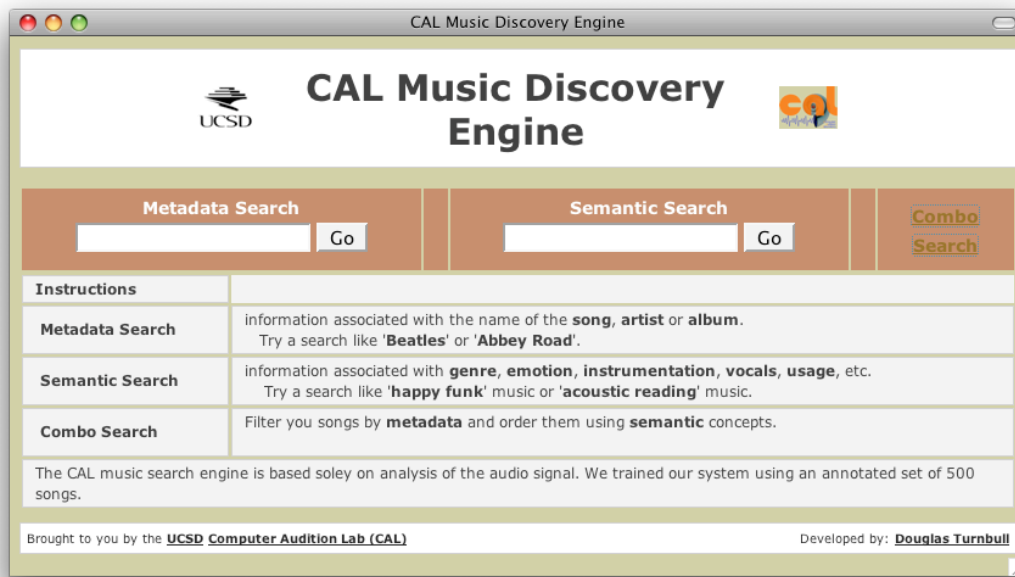 CAL Music Discovery Engine
CAL Music Discovery
Engine
UCSD
cal
Metadata Search
Go
Semantic Search
Go
Combo
Search
Instructions
Metadata Search
information associated with the name of the song, artist or album.
Try a search like 'Beatles' or 'Abbey Road'.
Semantic Search
information associated with genre, emotion, instrumentation, vocals, usage, etc.
Try a search like 'happy funk' music or 'acoustic reading' music.
Combo Search
Filter you songs by metadata and order them using semantic concepts.
The CAL music search engine is based soley on analysis of the audio signal. We trained our system using an annotated set of 500
songs.
Brought to you by the UCSD Computer Audition Lab (CAL)
Developed by: Douglas Turnbull